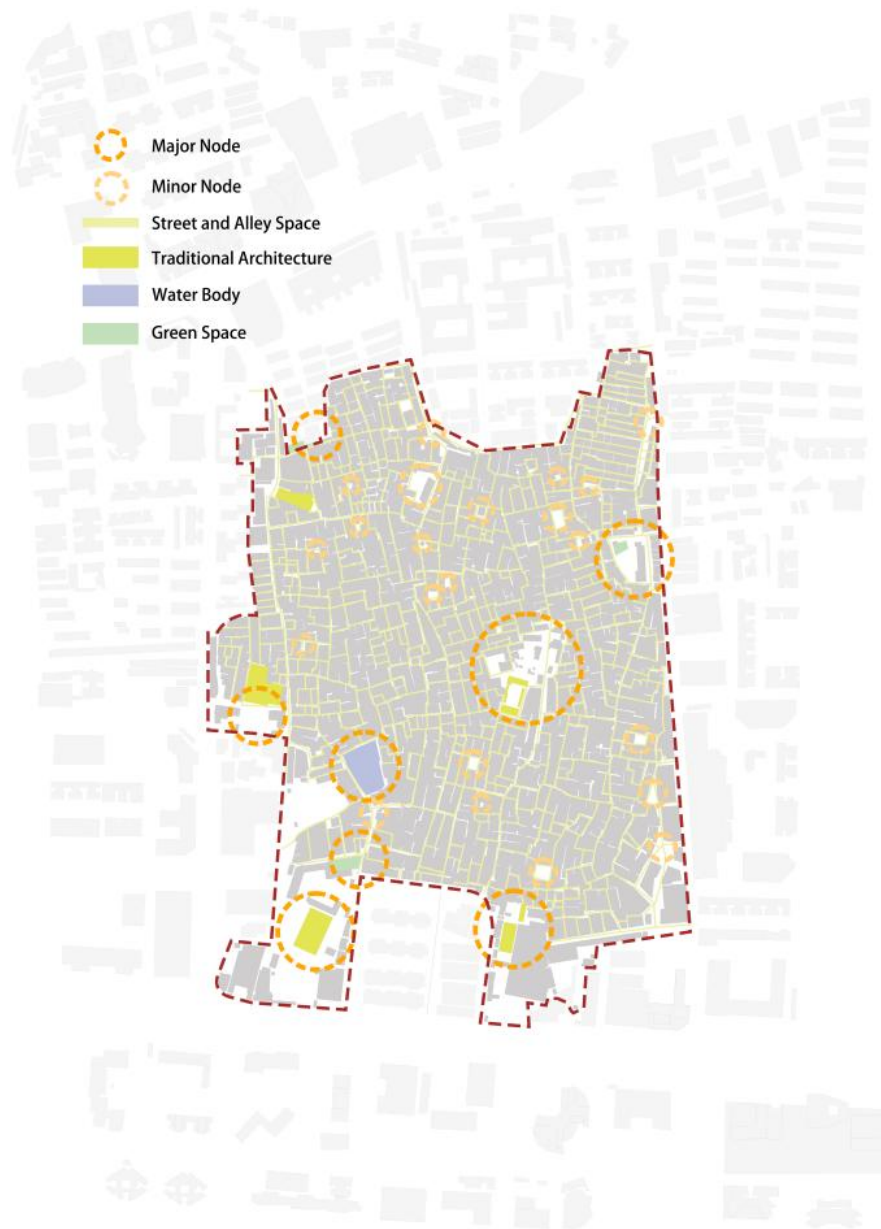 Major Node
Minor Node
Street and Alley Space
Traditional Architecture
Water Body
Green Space